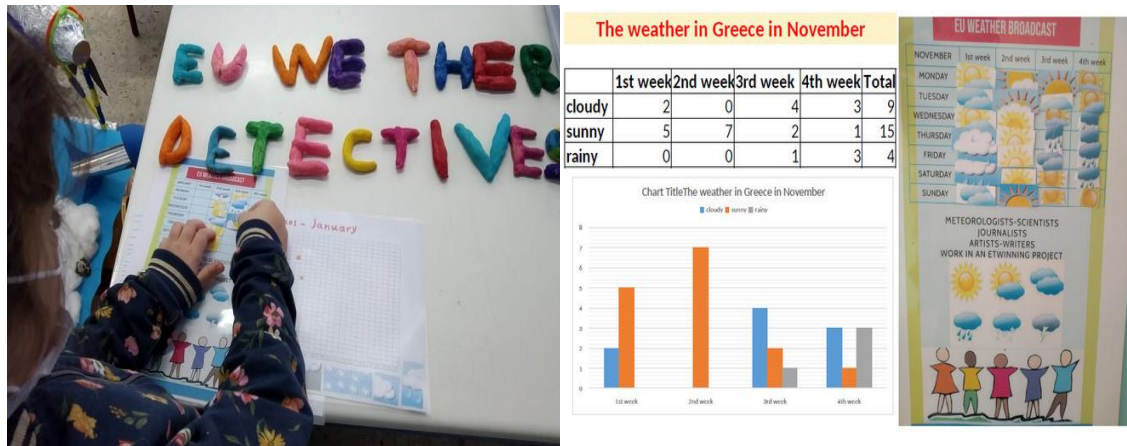 EU WE THER
DETECTIVES
EU WEATHER BROADCAST
January
The weather in Greece in November
1st week 2nd week 3rd week 4th week Total
cloudy 2 0 4 3 9
sunny 5 7 2 1 15
rainy 0 0 1 3 4
Chart TitleThe weather in Greece in November
cloudy sunny rainy
8
7
6
5
4
3
2
1
0
1st week 2nd week 3rd week 4th week
EU WEATHER BROADCAST
NOVEMBER 1st week 2nd week 3rd week 4th week
MONDAY
TUESDAY
WEDNESDAY
THURSDAY
FRIDAY
SATURDAY
SUNDAY
METEOROLOGISTS-SCIENTISTS
JOURNALISTS
ARTISTS-WRITERS
WORK IN AN ETWINNING PROJECT